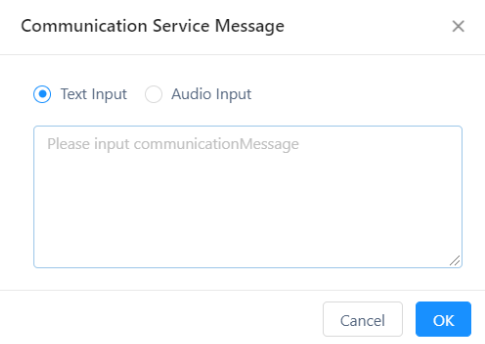 Communication Service Message
Text Input Audio Input
Please input communicationMessage
Cancel OK